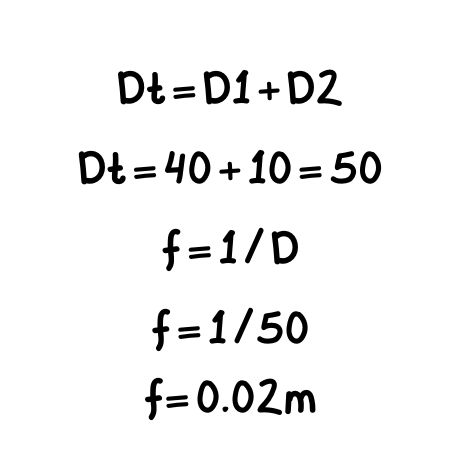 Dt = D1 + D2
Dt = 40 + 10 = 50
f = 1 / D
f = 1 / 50
f = 0.02m